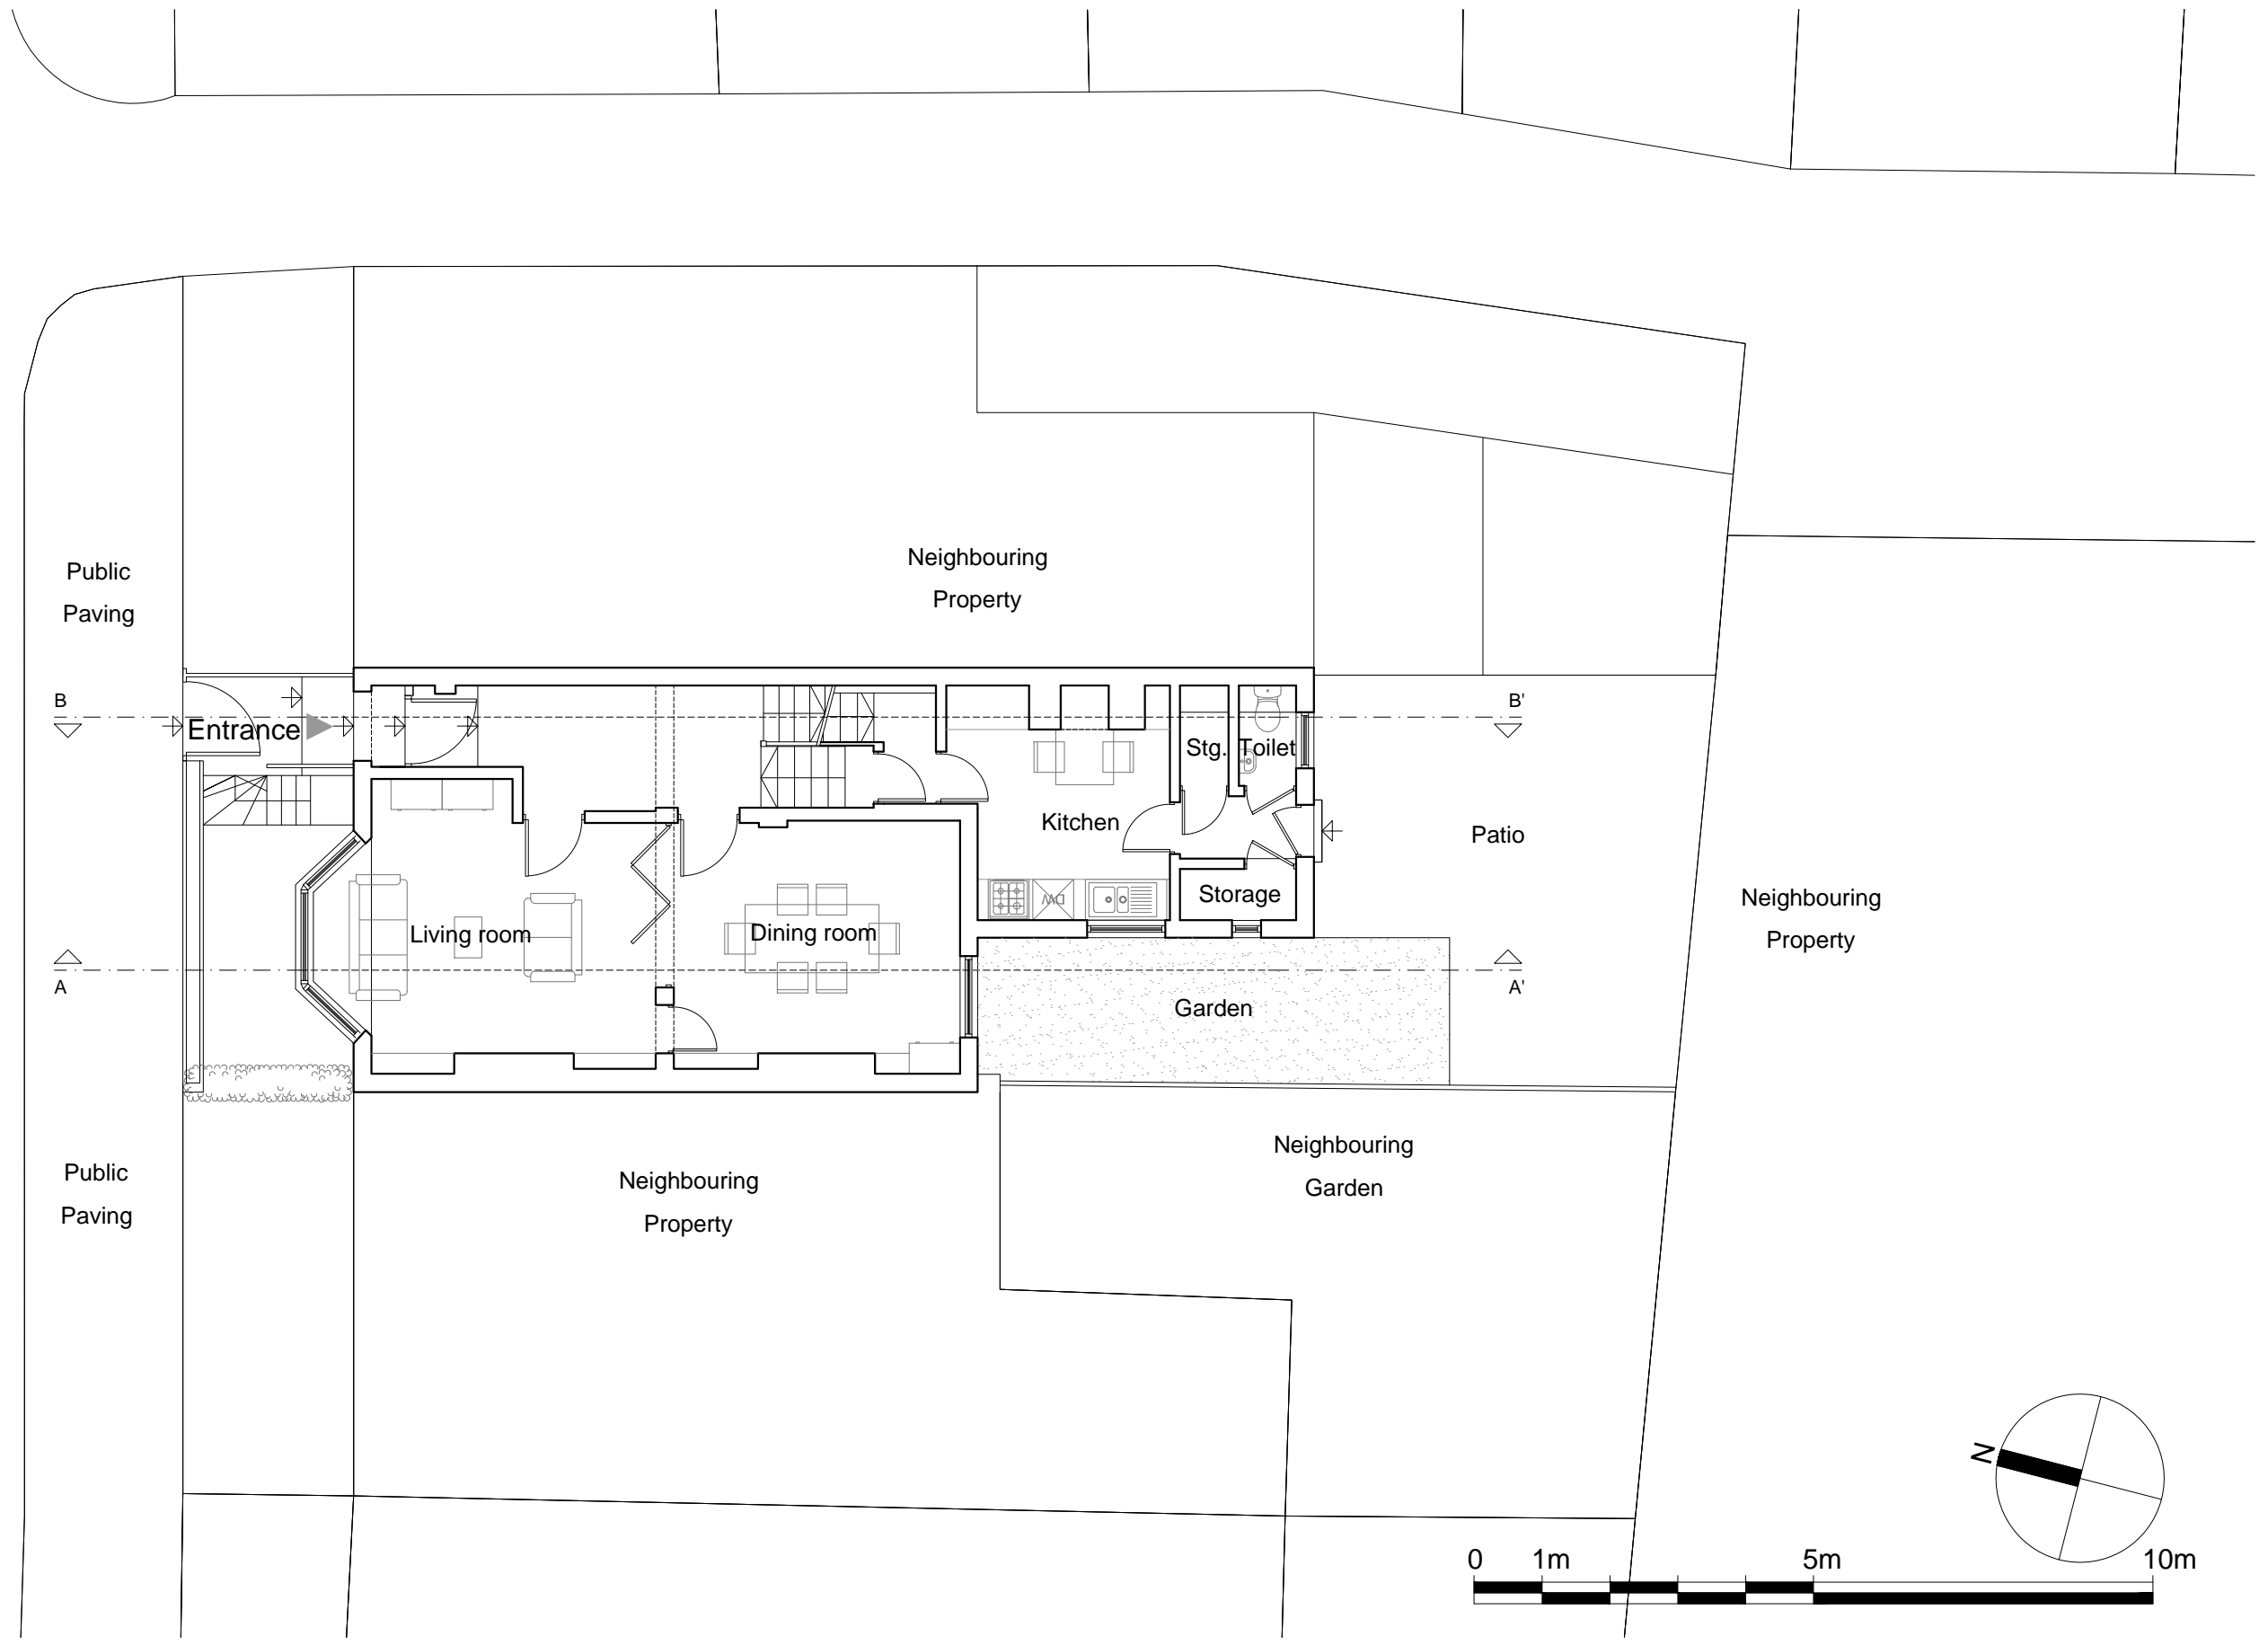 Neighbouring
Property
Public
Paving
B
B'
Entrance
Stg.
Toilet
Kitchen
Patio
Storage
DW
Neighbouring
Property
Living room
Dining room
A
A'
Garden
Neighbouring
Garden
Public
Paving
Neighbouring
Property
N
0
1m
5m
10m